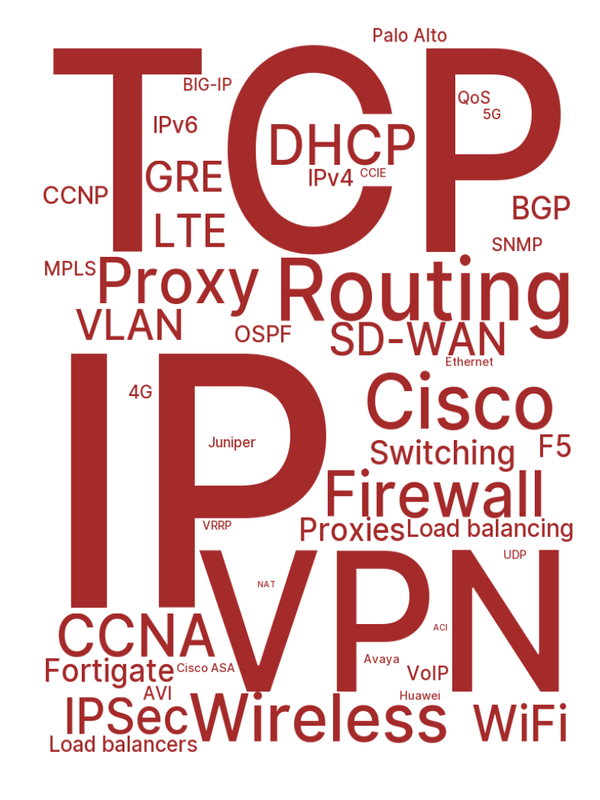 Palo Alto
TCP
BIG-IP
QoS
5G
IPv6
DHCP
IPv4
CCIE
GRE
CCNP
BGP
LTE
SNMP
MPLS
Proxy
Routing
VLAN
OSPF
SD-WAN
Ethernet
IP
4G
Cisco
Juniper
Switching
F5
Firewall
VRRP
Proxies
Load balancing
VPN
UDP
NAT
CCNA
ACI
Avaya
Fortigate
Cisco ASA
VoIP
AVI
Huawei
IPSec
Wireless
WiFi
Load balancers